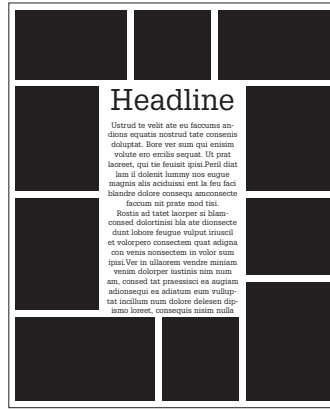 Headline
Ustrud te velit ate eu faccums an-
dions equatis nostrud tate consenis
doluptat. Bore ver sum qui enisim
volute ero ercilis sequat. Ut prat
laoreet, qui tie feuisit ipisi.Peril diat
lam il dolenit lummy nos eugue
magnis alis aciduissi ent la feu faci
blandre dolore consequ amconsecte
faccum nit prate mod tisi.
Rostis ad tatet laorper si blam-
consed dolortinisi bla ate dionsecte
dunt lobore feugue vulput iriuscil
et volorpero consectem quat adigna
con venis nonsectem in volor sum
ipisi.Ver in ullaorem vendre miniam
venim dolorper iustinis nim num
am, consed tat praessisci ea augiam
adionsequi ea adiatum eum vullup-
tat incillum num dolore delesen dip-
ismo loreet, consequis nisim nulla